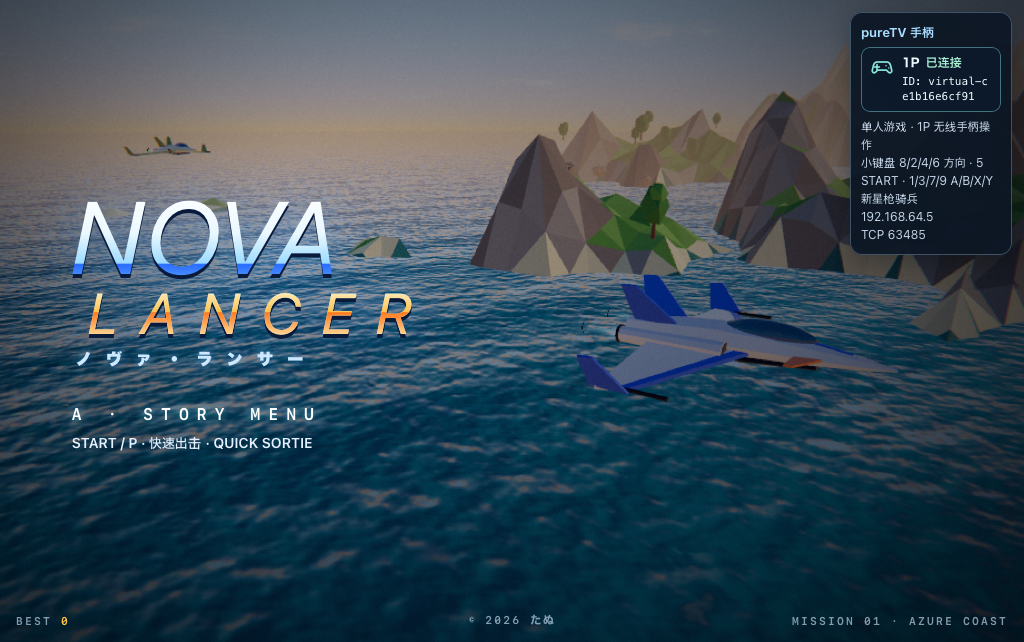 NOVA
LANCER
ノヴァ・ランサー
A · STORY MENU
START / P · 快速出击 · QUICK SORTIE
pureTV 手柄
1P 已连接
ID: virtual-c
e1b16e6cf91
单人游戏 · 1P 无线手柄操
作
小键盘 8/2/4/6 方向 · 5
START · 1/3/7/9 A/B/X/Y
新星枪骑兵
192.168.64.5
TCP 63485
BEST 0
© 2026 たぬ
MISSION 01 · AZURE COAST